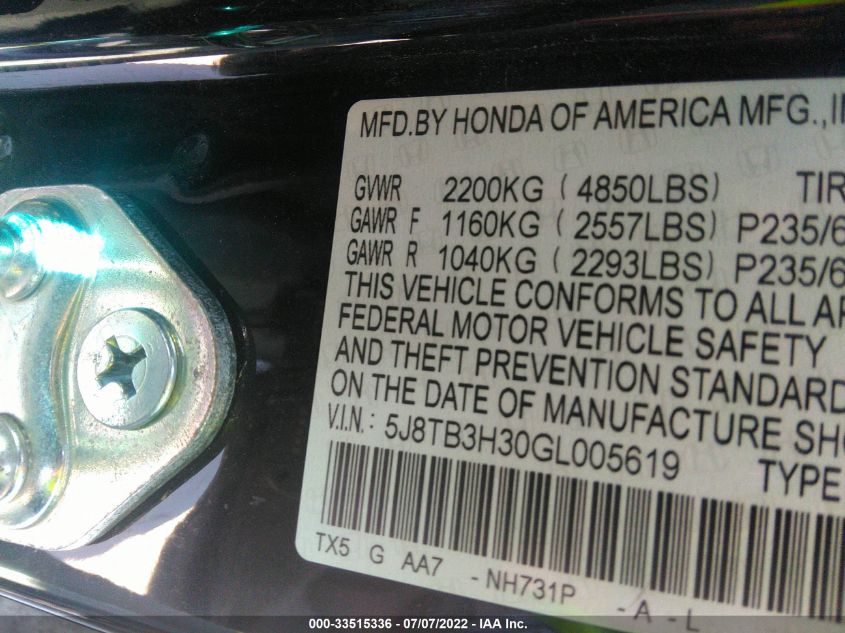 MFD.BY HONDA OF AMERICA MFG.,
GVWR 2200KG ( 4850LBS)
GAWR F 1160KG ( 2557LBS) P235/6
GAWR R 1040KG ( 2293LBS) P235/6
THIS VEHICLE CONFORMS TO ALL
FEDERAL MOTOR VEHICLE SAFETY
AND THEFT PREVENTION STANDARD
ON THE DATE OF MANUFACTURE
V.I.N.: 5J8TB3H30GL005619 TYPE
TX5 G AA7 -NH731P -A -L
000-33515336 - 07/07/2022 - IAA Inc.